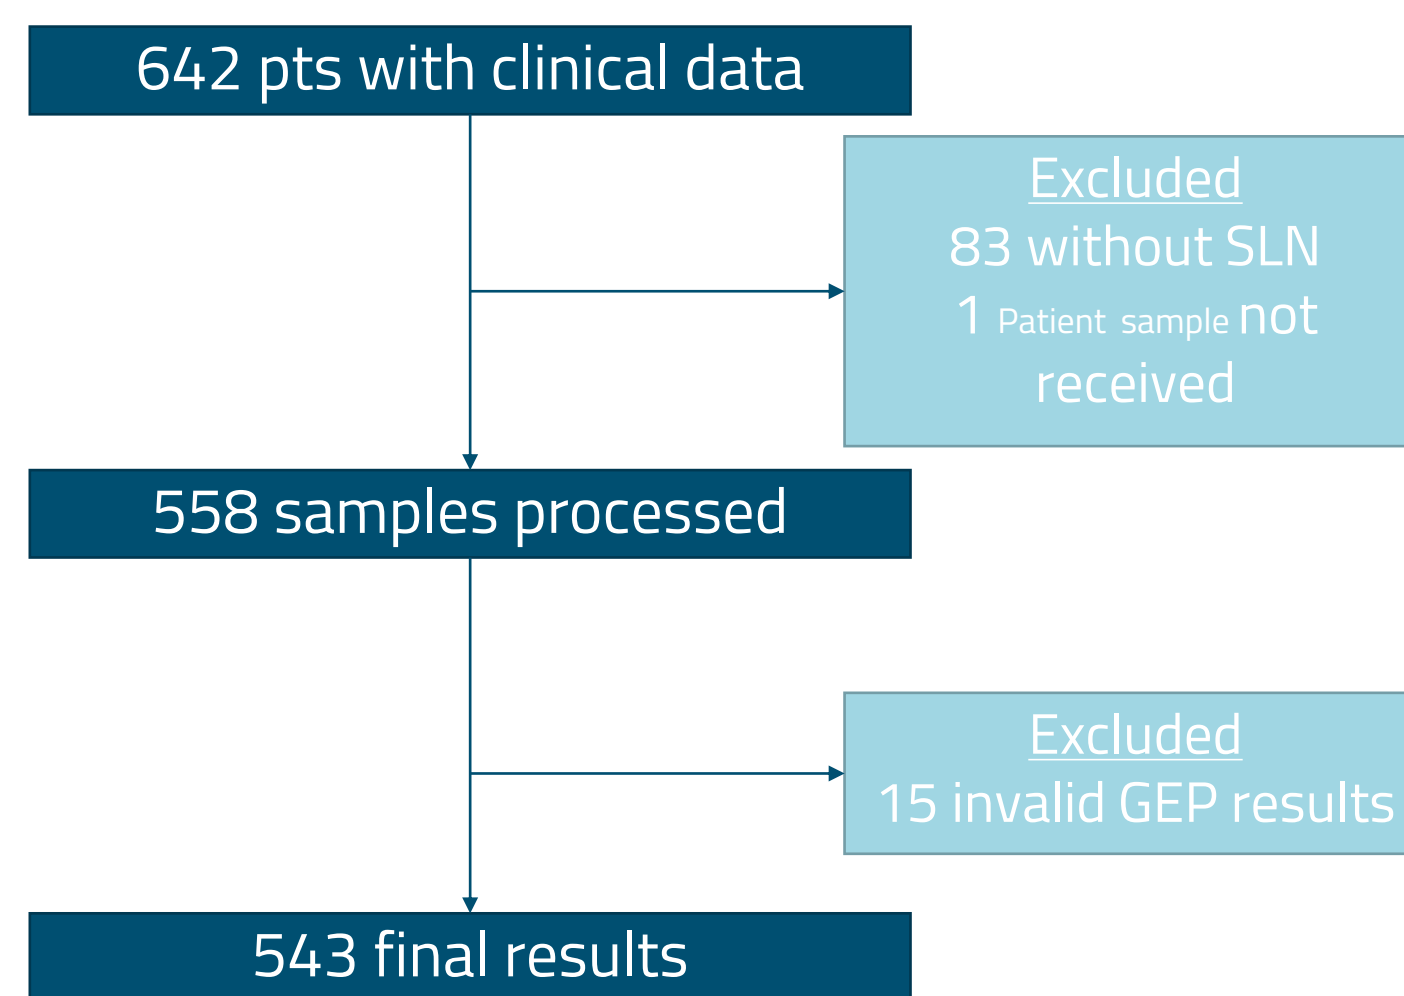 642 pts with clinical data
Excluded
83 without SLN
1 Patient sample not
received
558 samples processed
Excluded
15 invalid GEP results
543 final results